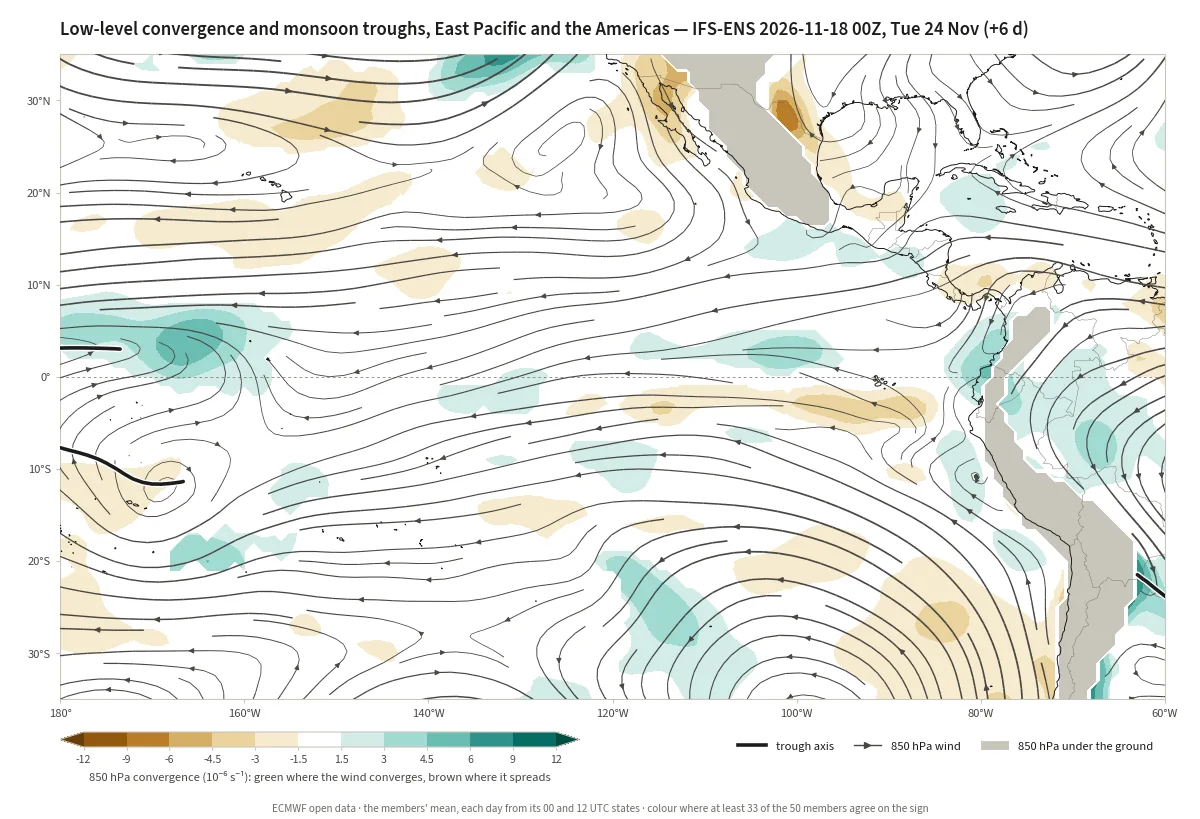 Low-level convergence and monsoon troughs, East Pacific and the Americas — IFS-ENS 2026-11-18 00Z, Tue 24 Nov (+6 d)
30°N
20°N
10°N
0°
10°S
20°S
30°S
180° 160°W 140°W 120°W 100°W 80°W 60°W
-12 -9 -6 -4.5 -3 -1.5 1.5 3 4.5 6 9 12
850 hPa convergence (10⁻⁶ s⁻¹): green where the wind converges, brown where it spreads
trough axis 850 hPa wind 850 hPa under the ground
ECMWF open data · the members' mean, each day from its 00 and 12 UTC states · colour where at least 33 of the 50 members agree on the sign